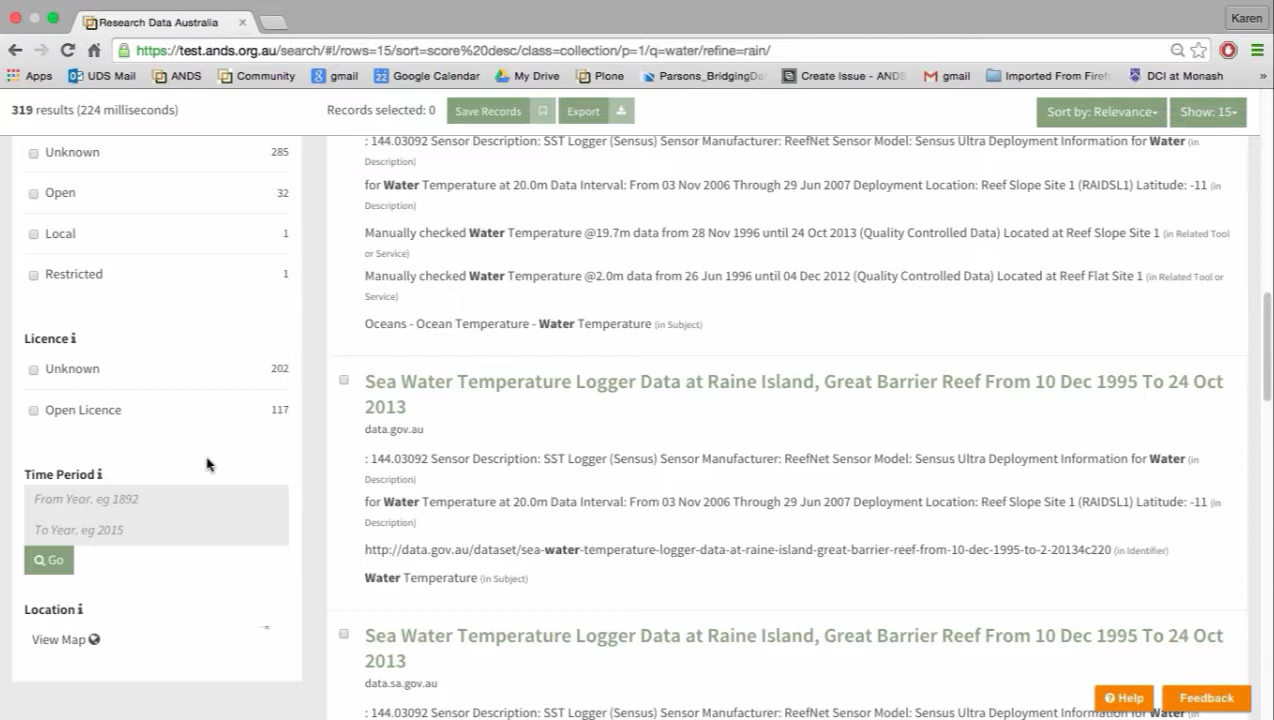 Research Data Australia
Karen
https://test.ands.org.au/search/#!/rows=15/sort=score%20desc/class=collection/p=1/q=water/refine=rain/
Apps UDS Mail ANDS Community gmail Google Calendar My Drive Plone Parsons_BridgingDa Create Issue - AND gmail Imported From Firef DCI at Monash »
319 results (224 milliseconds) Records selected: 0 Save Records Export Sort by: Relevance Show: 15
Unknown 285
Open 32
Local 1
Restricted 1
Licence
Unknown 202
Open Licence 117
Time Period
From Year. eg 1892
To Year. eg 2015
Go
Location
View Map
: 144.03092 Sensor Description: SST Logger (Sensus) Sensor Manufacturer: ReefNet Sensor Model: Sensus Ultra Deployment Information for Water (in
Description)
for Water Temperature at 20.0m Data Interval: From 03 Nov 2006 Through 29 Jun 2007 Deployment Location: Reef Slope Site 1 (RAIDSL1) Latitude: -11 (in
Description)
Manually checked Water Temperature @19.7m data from 28 Nov 1996 until 24 Oct 2013 (Quality Controlled Data) Located at Reef Slope Site 1 (in Related Tool
or Service)
Manually checked Water Temperature @2.0m data from 26 Jun 1996 until 04 Dec 2012 (Quality Controlled Data) Located at Reef Flat Site 1 (in Related Tool or
Service)
Oceans - Ocean Temperature - Water Temperature (in Subject)
Sea Water Temperature Logger Data at Raine Island, Great Barrier Reef From 10 Dec 1995 To 24 Oct
2013
data.gov.au
: 144.03092 Sensor Description: SST Logger (Sensus) Sensor Manufacturer: ReefNet Sensor Model: Sensus Ultra Deployment Information for Water (in
Description)
for Water Temperature at 20.0m Data Interval: From 03 Nov 2006 Through 29 Jun 2007 Deployment Location: Reef Slope Site 1 (RAIDSL1) Latitude: -11 (in
Description)
http://data.gov.au/dataset/sea-water-temperature-logger-data-at-raine-island-great-barrier-reef-from-10-dec-1995-to-2-20134c220 (in Identifier)
Water Temperature (in Subject)
Sea Water Temperature Logger Data at Raine Island, Great Barrier Reef From 10 Dec 1995 To 24 Oct
2013
data.sa.gov.au
: 144.03092 Sensor Description: SST Logger (Sensus) Sensor Manufacturer: ReefNet Sensor Model: Sensus Ultra Deployment Information for Water (in
Help Feedback